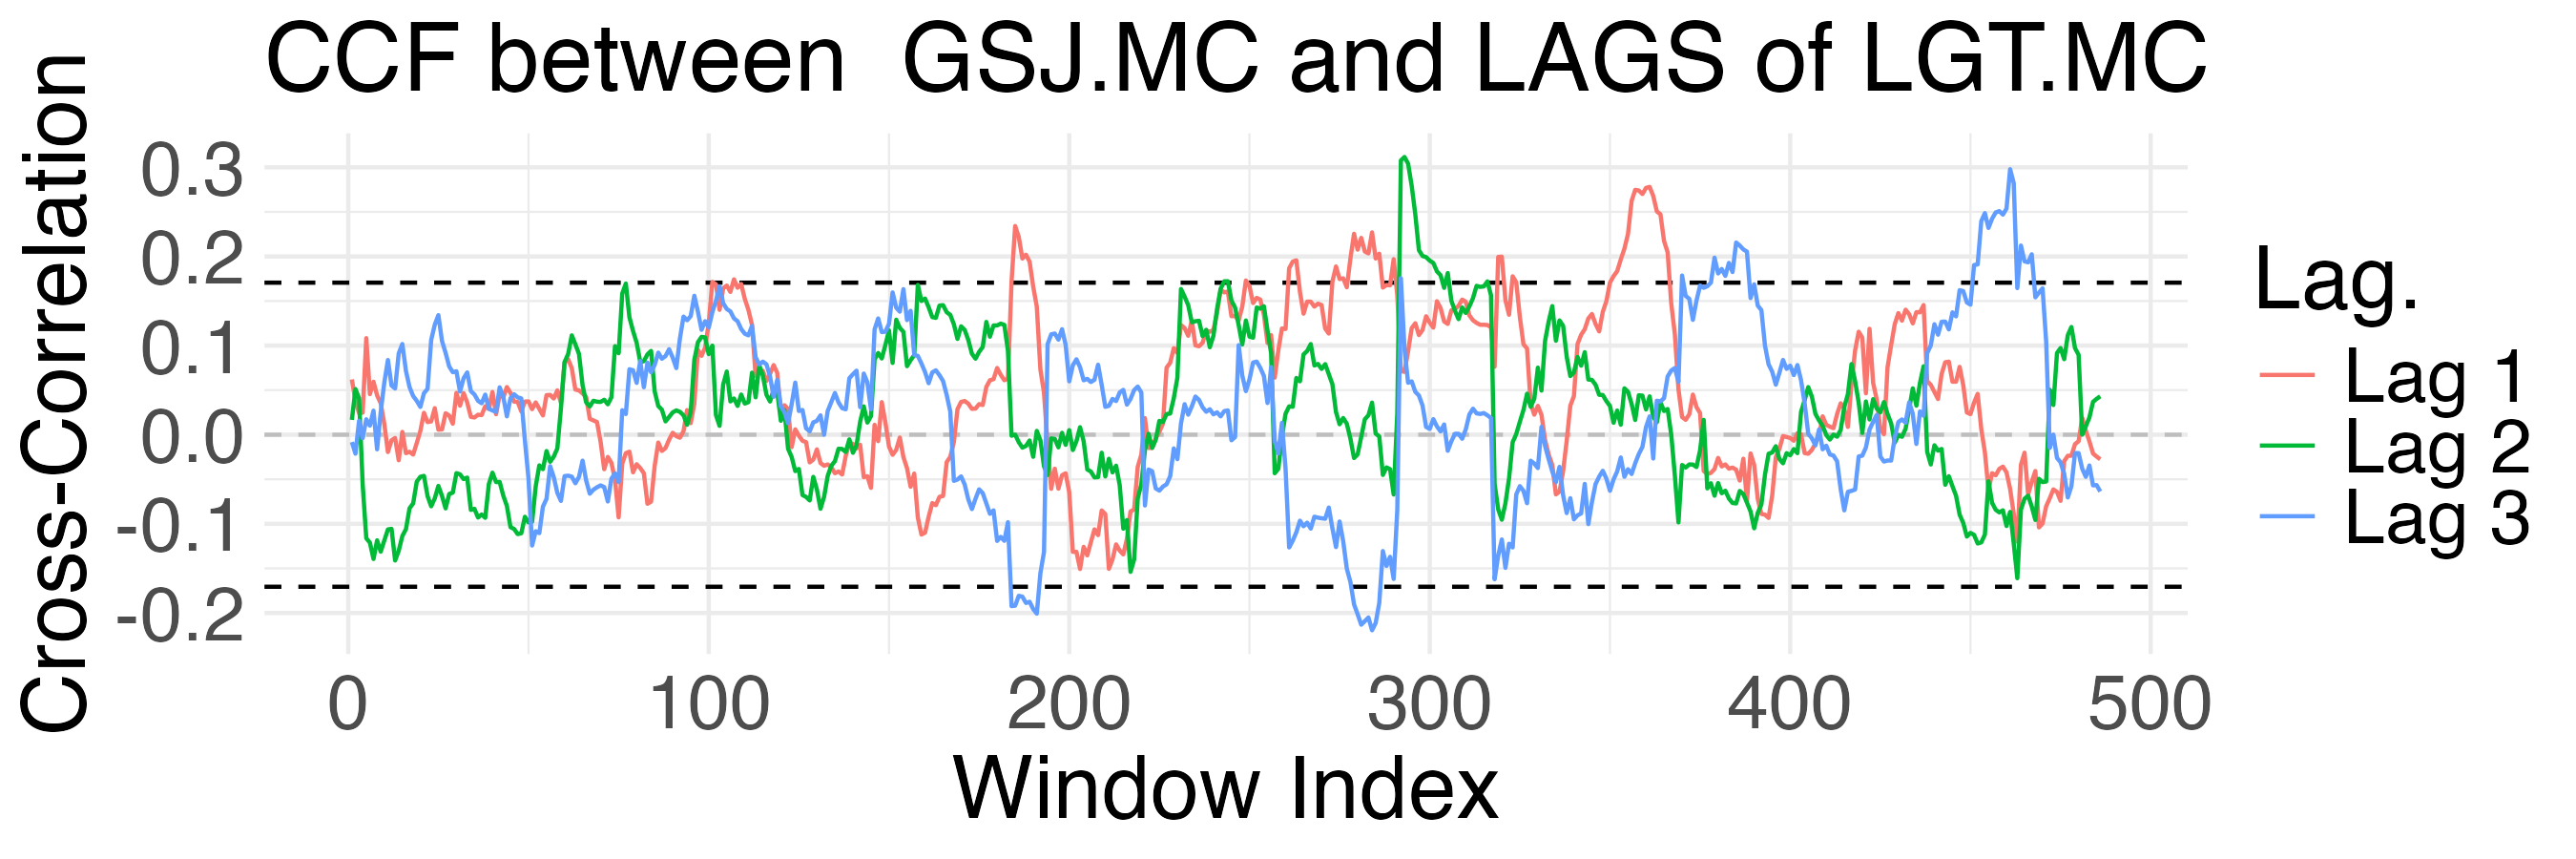 CCF between  GSJ.MC and LAGS of LGT.MC
Cross-Correlation
0.3
0.2
0.1
0.0
-0.1
-0.2
0 100 200 300 400 500
Window Index
Lag.
Lag 1
Lag 2
Lag 3